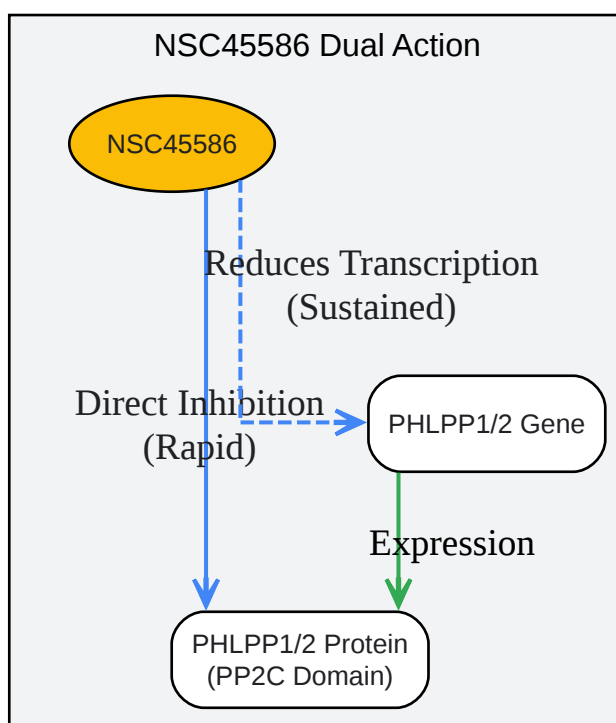 NSC45586 Dual Action
NSC45586
Reduces Transcription
(Sustained)
Direct Inhibition
(Rapid)
PHLPP1/2 Gene
Expression
PHLPP1/2 Protein
(PP2C Domain)